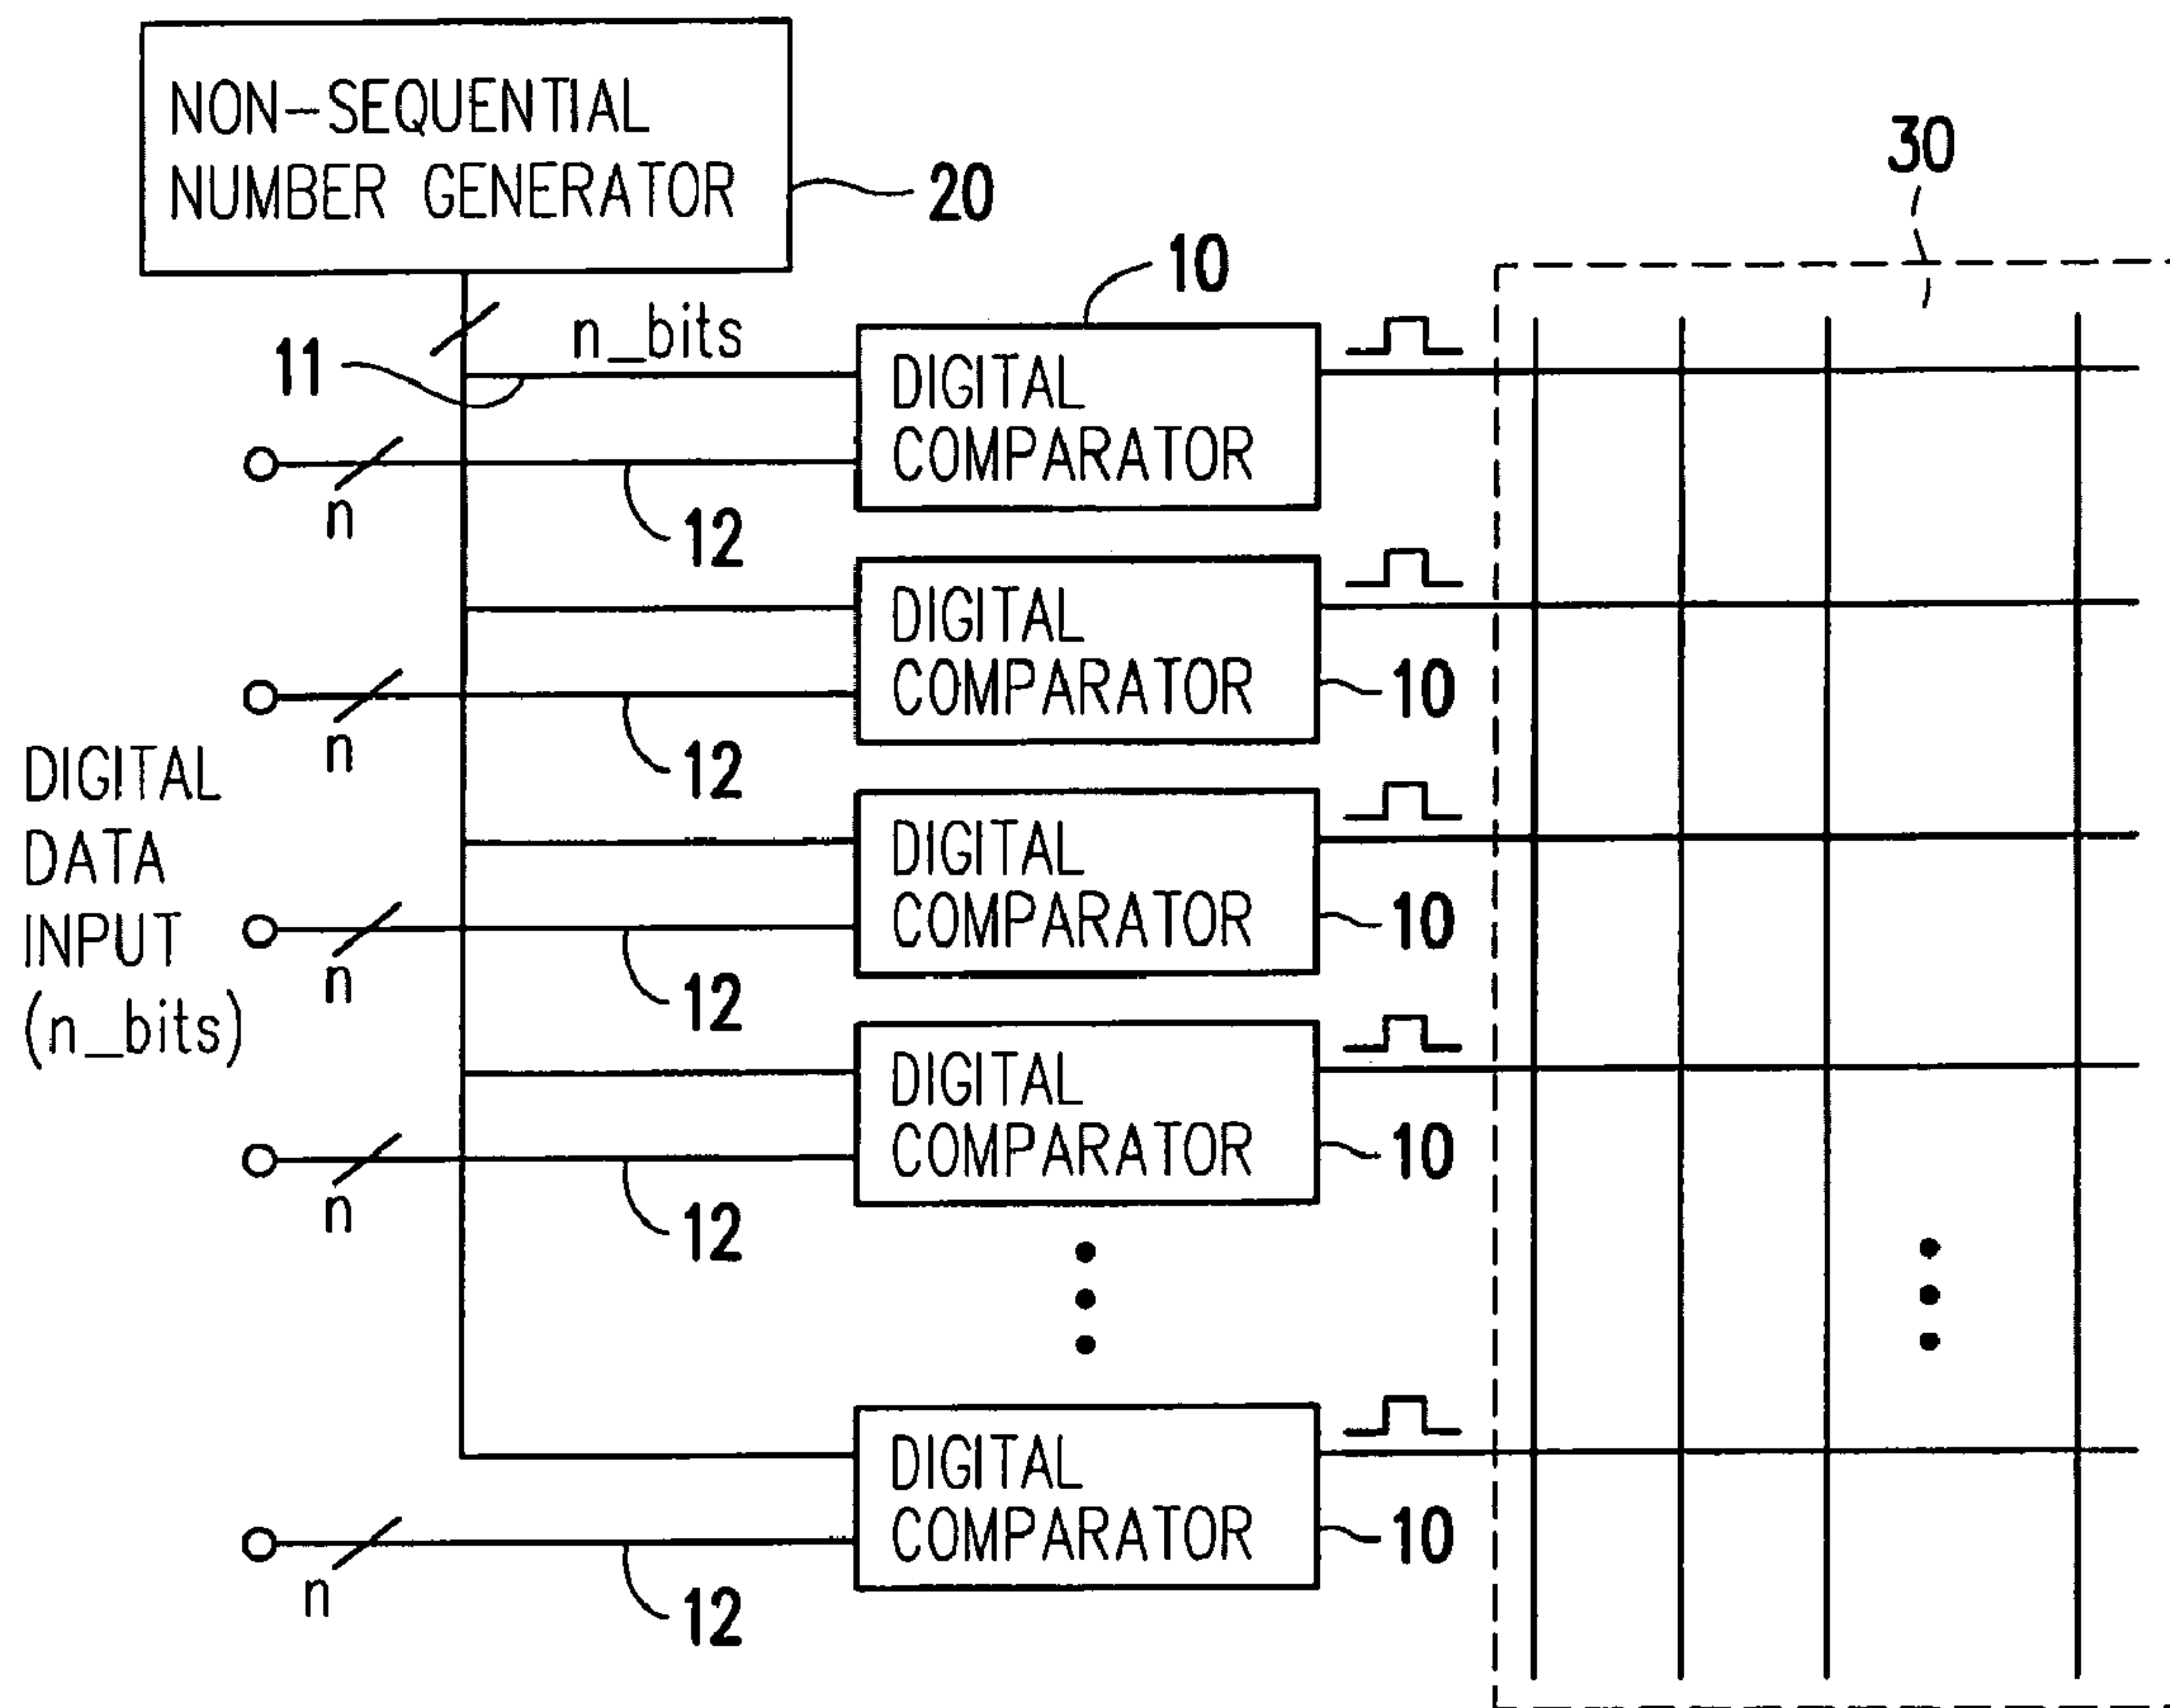 NON-SEQUENTIAL
NUMBER GENERATOR
20
30
10
11
n_bits
DIGITAL
COMPARATOR
n
12
DIGITAL
COMPARATOR
10
n
12
DIGITAL
DATA
INPUT
(n_bits)
DIGITAL
COMPARATOR
10
n
12
DIGITAL
COMPARATOR
10
n
12
DIGITAL
COMPARATOR
10
n
12